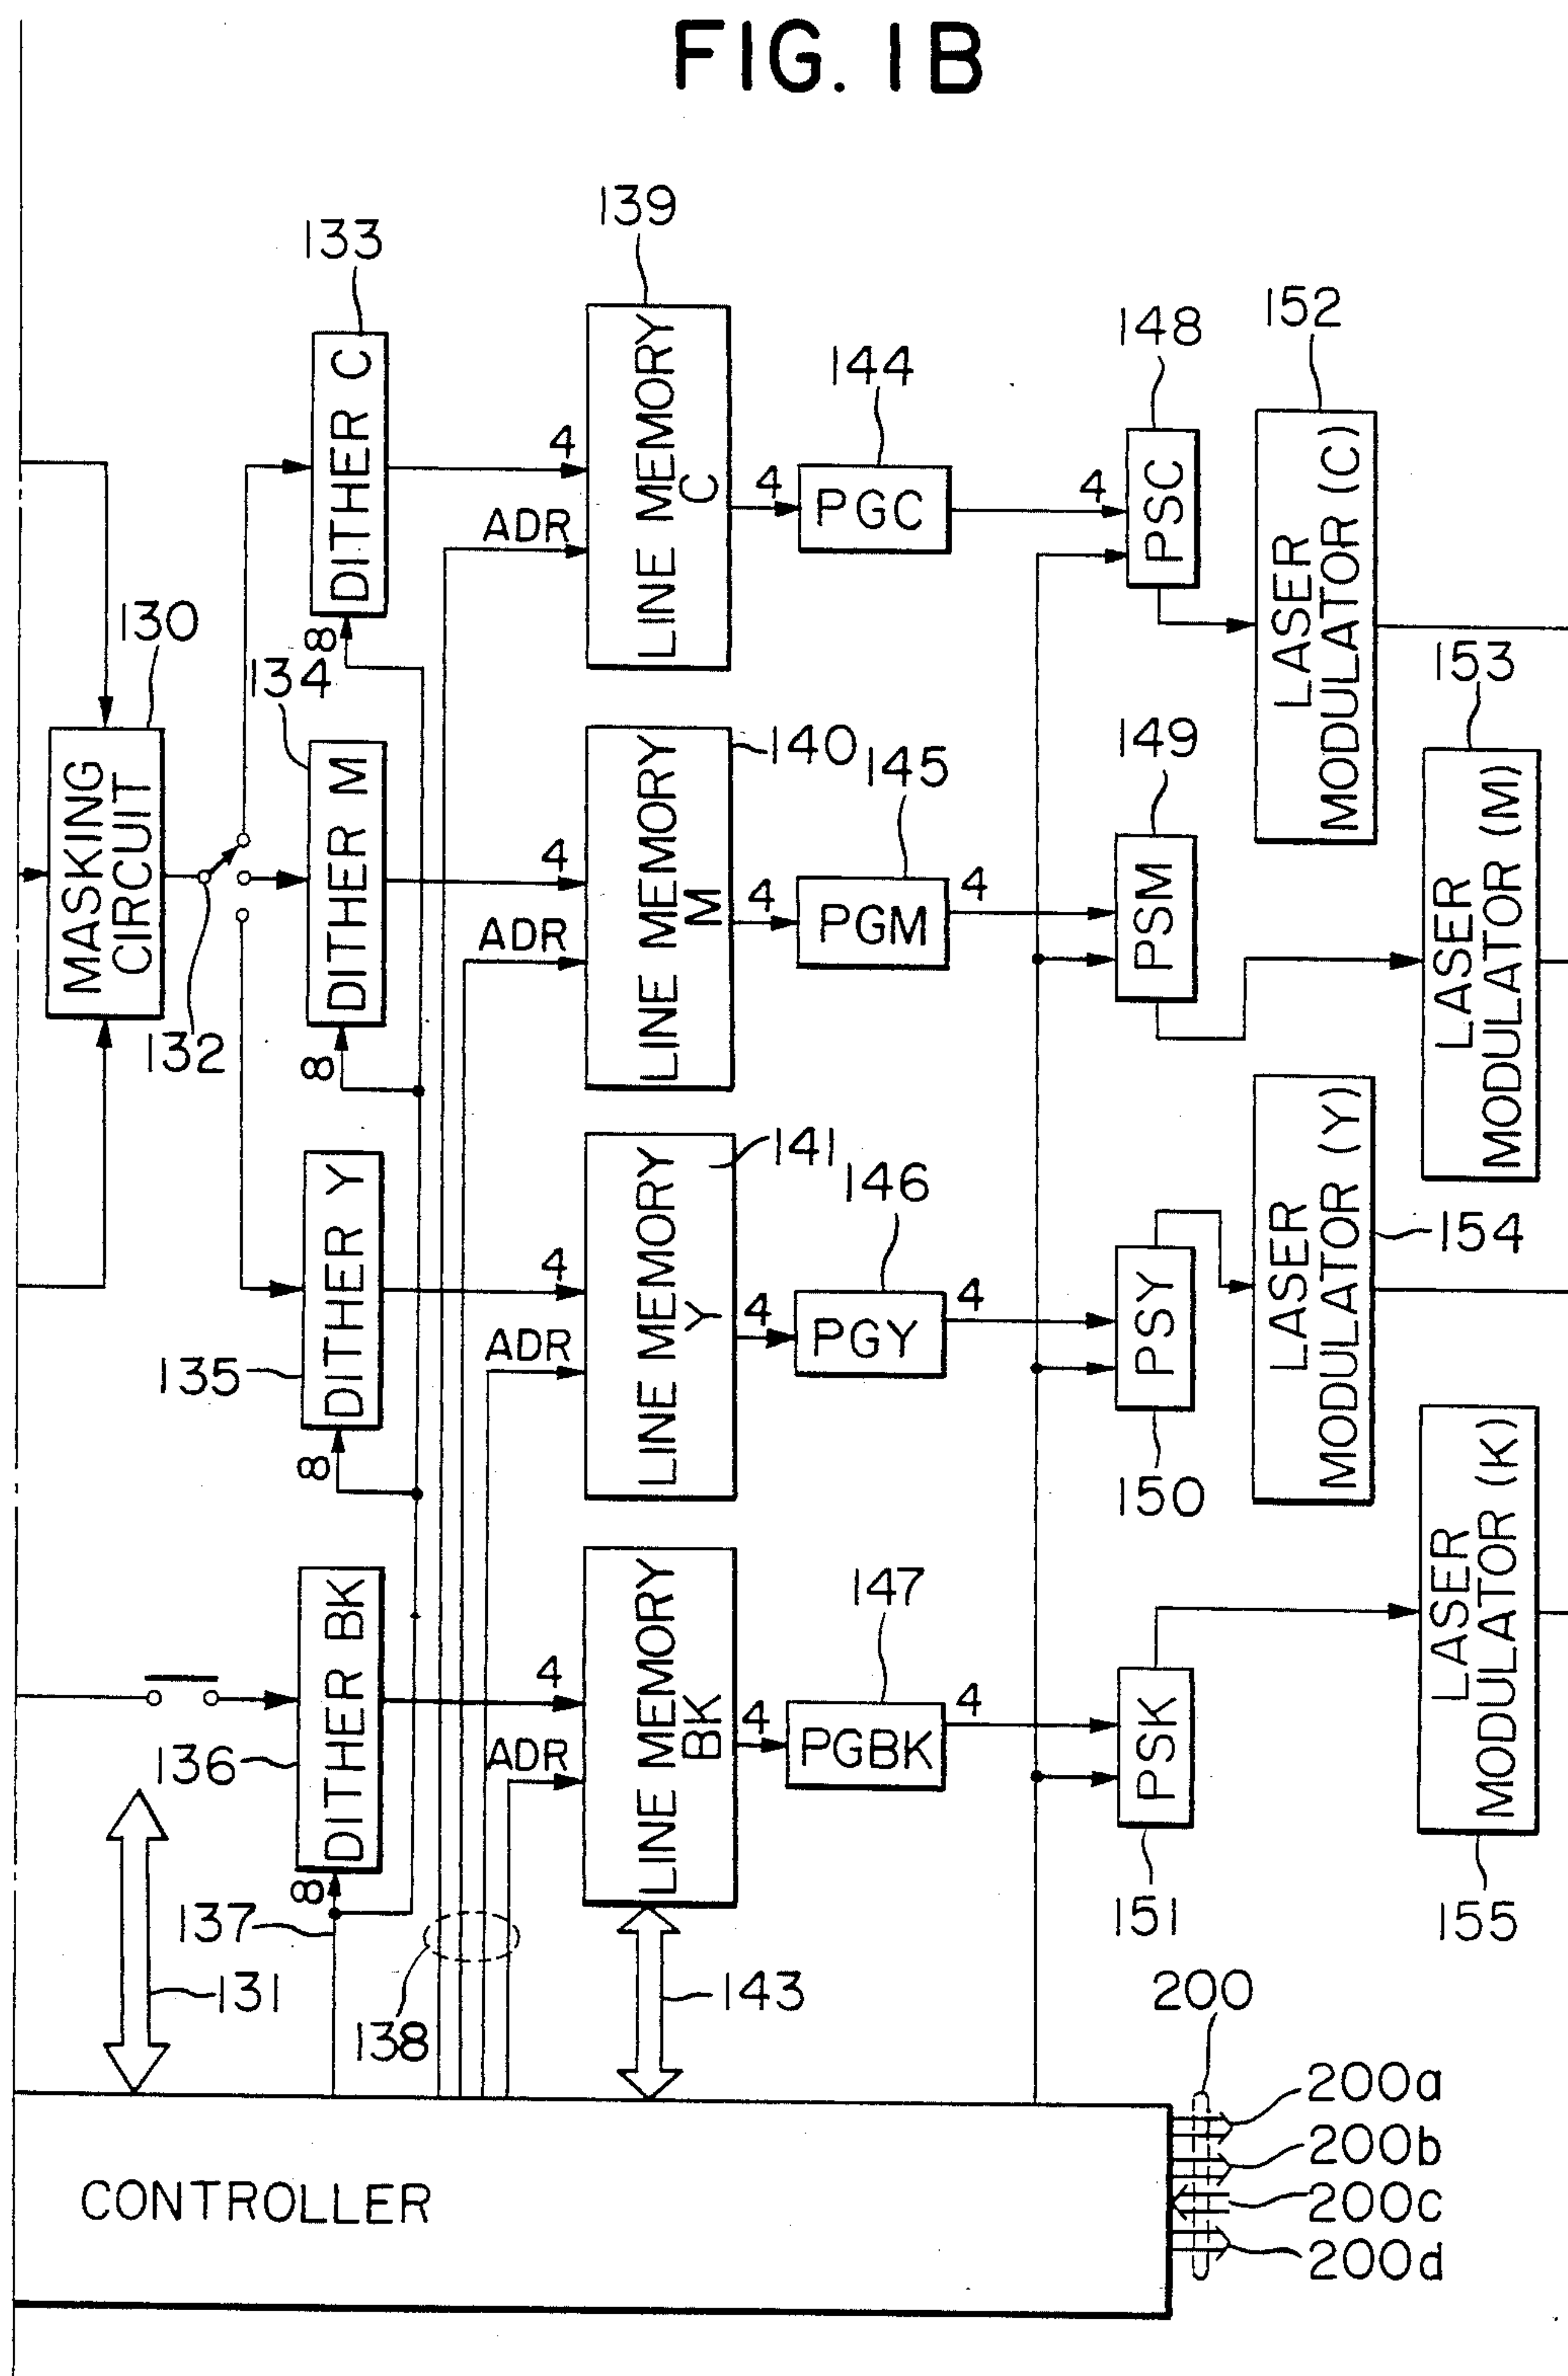 FIG. 1B
139
133
152
148
144
DITHER C
LINE MEMORY
C
4
ADR
4
PGC
4
PSC
LASER
MODULATOR (C)
8
130
134
153
MASKING
CIRCUIT
132
DITHER M
LINE MEMORY
M
140
145
149
4
ADR
4
PGM
4
PSM
LASER
MODULATOR (M)
8
135
DITHER Y
LINE MEMORY
Y
141
146
4
ADR
4
PGY
4
PSY
150
LASER
MODULATOR (Y)
154
8
136
DITHER BK
LINE MEMORY
BK
147
4
ADR
4
PGBK
4
PSK
151
LASER
MODULATOR (K)
155
8
137
131
138
143
200
200a
200b
200c
200d
CONTROLLER